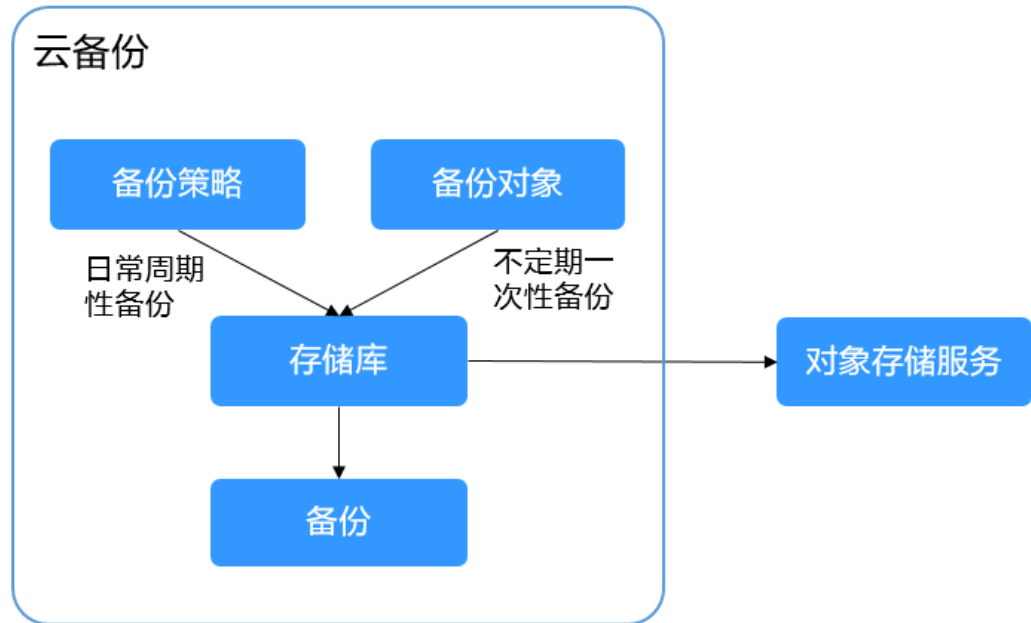 云备份
备份策略
备份对象
日常周期
性备份
不定期一
次性备份
存储库
对象存储服务
备份